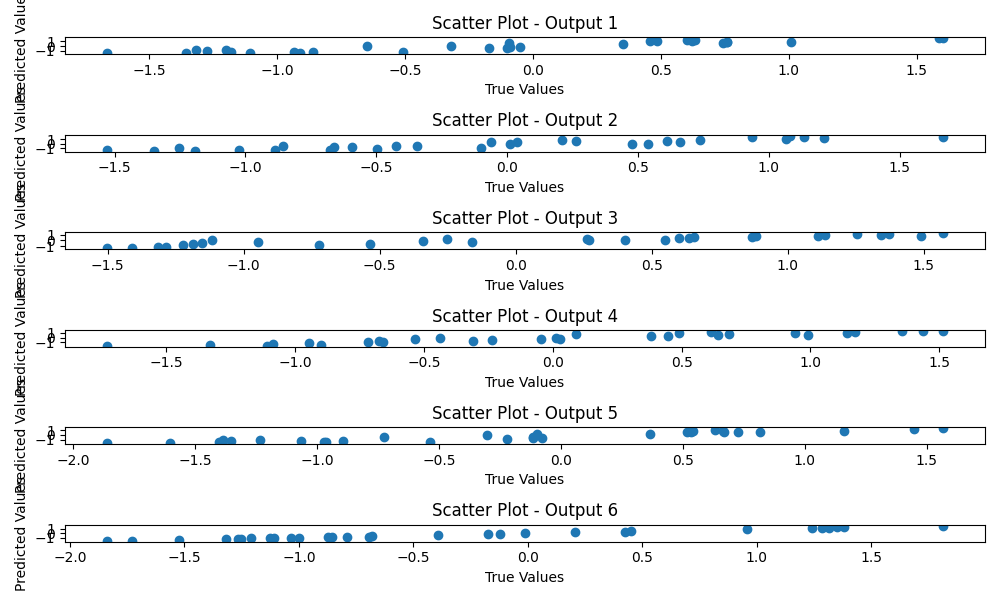 Scatter Plot - Output 1
1
0
−1
Predicted Values
−1.5 −1.0 −0.5 0.0 0.5 1.0 1.5
True Values
Scatter Plot - Output 2
1
0
−1
Predicted Values
−1.5 −1.0 −0.5 0.0 0.5 1.0 1.5
True Values
Scatter Plot - Output 3
1
0
−1
Predicted Values
−1.5 −1.0 −0.5 0.0 0.5 1.0 1.5
True Values
Scatter Plot - Output 4
1
0
−1
Predicted Values
−1.5 −1.0 −0.5 0.0 0.5 1.0 1.5
True Values
Scatter Plot - Output 5
1
0
−1
Predicted Values
−2.0 −1.5 −1.0 −0.5 0.0 0.5 1.0 1.5
True Values
Scatter Plot - Output 6
1
0
−1
Predicted Values
−2.0 −1.5 −1.0 −0.5 0.0 0.5 1.0 1.5
True Values